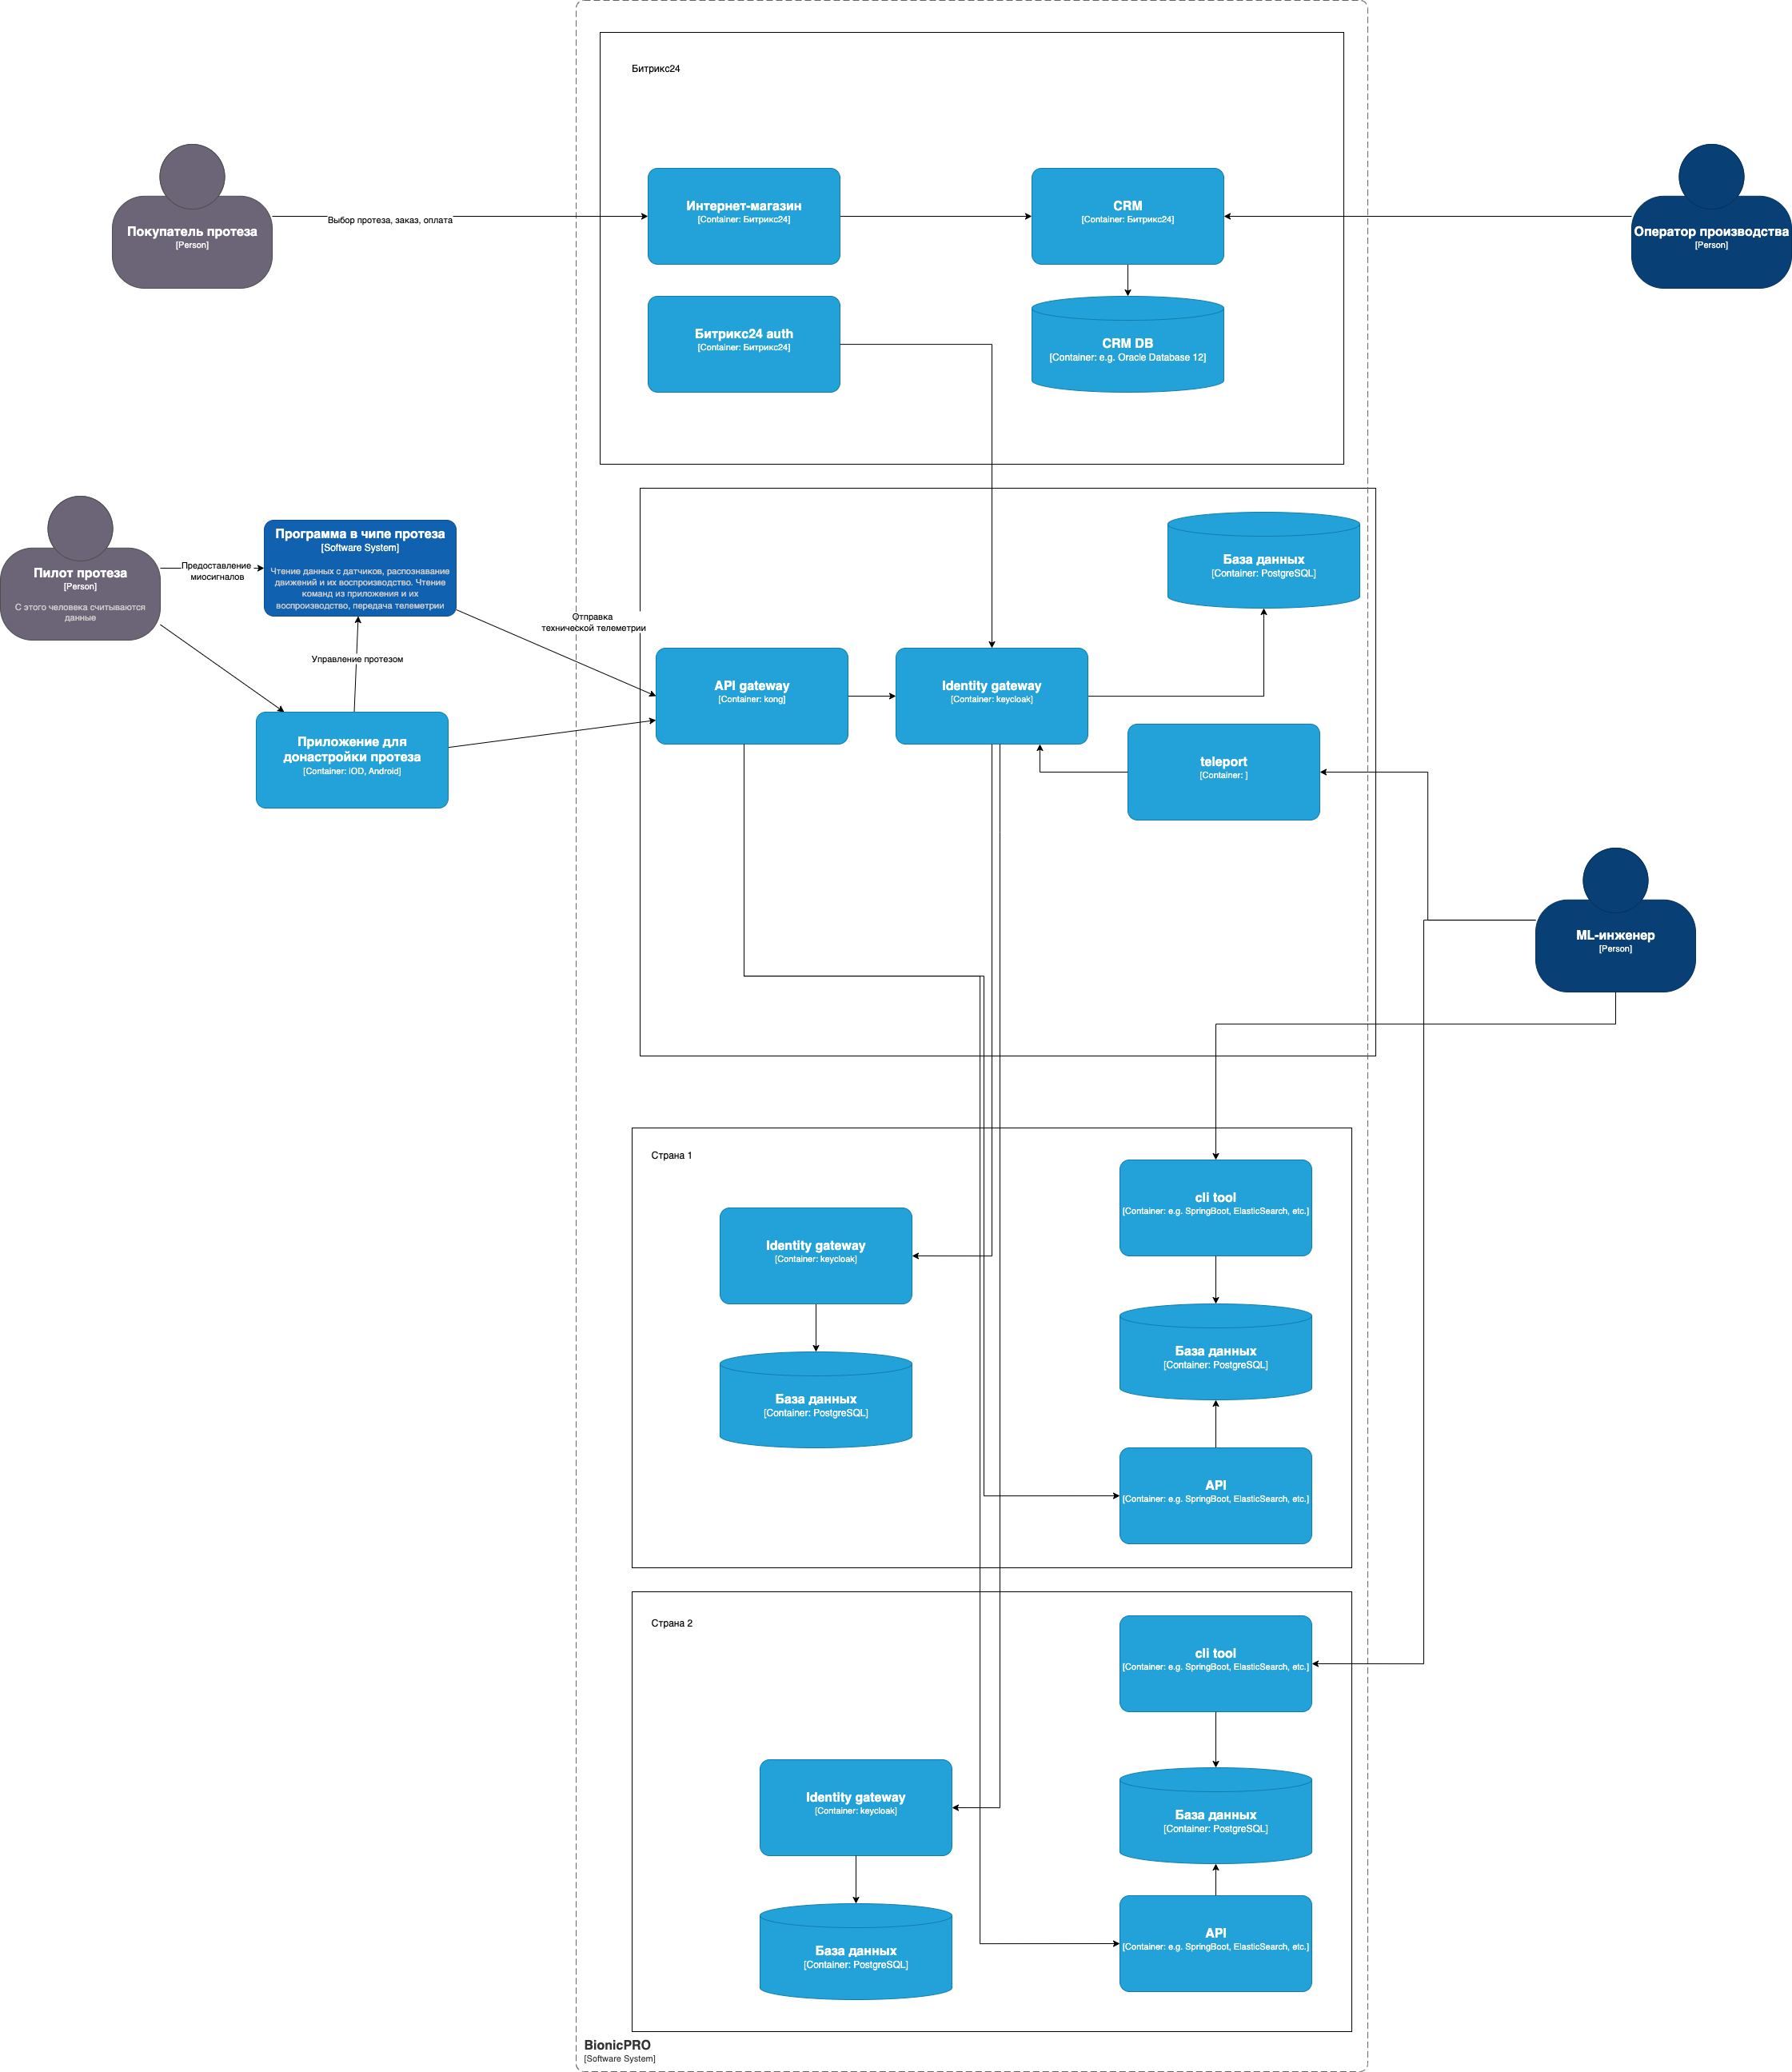 Битрикс24
Покупатель протеза
[Person]
Выбор протеза, заказ, оплата
Интернет-магазин
[Container: Битрикс24]
CRM
[Container: Битрикс24]
Оператор производства
[Person]
Битрикс24 auth
[Container: Битрикс24]
CRM DB
[Container: e.g. Oracle Database 12]
Пилот протеза
[Person]
С этого человека считываются
данные
Предоставление
миосигналов
Программа в чипе протеза
[Software System]
Чтение данных с датчиков, распознавание
движений и их воспроизводство. Чтение
команд из приложения и их
воспроизводство, передача телеметрии
База данных
[Container: PostgreSQL]
Отправка
технической телеметрии
Управление протезом
API gateway
[Container: kong]
Identity gateway
[Container: keycloak]
Приложение для
донастройки протеза
[Container: iOD, Android]
teleport
[Container: ]
ML-инженер
[Person]
Страна 1
cli tool
[Container: e.g. SpringBoot, ElasticSearch, etc.]
Identity gateway
[Container: keycloak]
База данных
[Container: PostgreSQL]
База данных
[Container: PostgreSQL]
API
[Container: e.g. SpringBoot, ElasticSearch, etc.]
Страна 2
cli tool
[Container: e.g. SpringBoot, ElasticSearch, etc.]
Identity gateway
[Container: keycloak]
База данных
[Container: PostgreSQL]
База данных
[Container: PostgreSQL]
API
[Container: e.g. SpringBoot, ElasticSearch, etc.]
BionicPRO
[Software System]